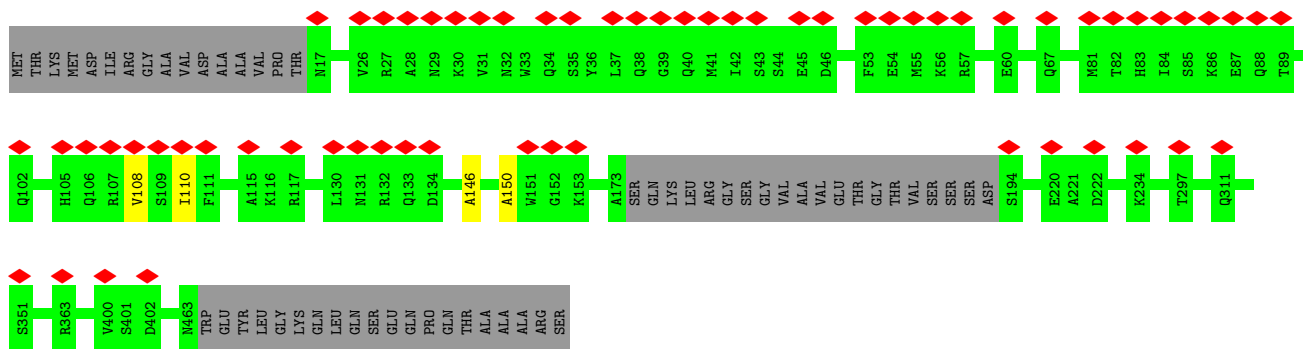 MET THR LYS MET ASP ILE ARG GLY ALA VAL ASP ALA ALA VAL PRO THR N17 V26 R27 A28 N29 K30 V31 N32 W33 Q34 S35 Y36 L37 Q38 G39 Q40 M41 I42 S43 S44 E45 D46 F53 E54 M55 K56 R57 E60 Q67 M81 T82 H83 I84 S85 K86 E87 Q88 T89
Q102 H105 Q106 R107 V108 S109 I110 F111 A115 K116 R117 L130 N131 R132 Q133 D134 A146 A150 W151 G152 K153 A173 SER GLN LYS LEU ARG GLY SER GLY VAL ALA VAL GLU THR GLY THR VAL SER SER SER ASP S194 E220 A221 D222 K234 T297 Q311
S351 R363 V400 S401 D402 N463 TRP GLU TYR LEU GLY LYS GLN LEU GLN SER GLU GLN PRO GLN THR ALA ALA ALA ARG SER